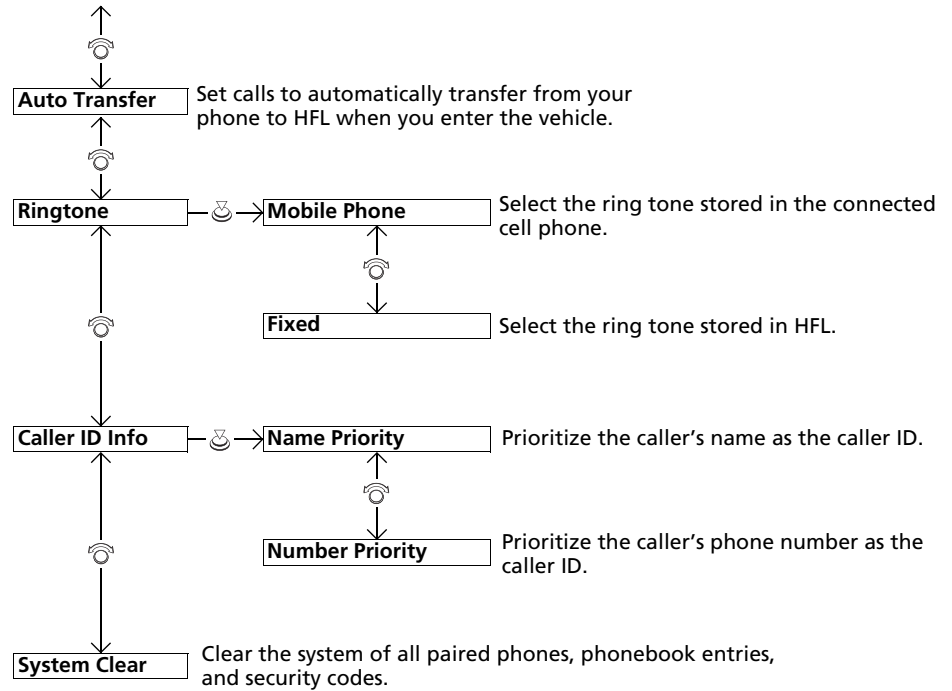 Auto Transfer
Set calls to automatically transfer from your
phone to HFL when you enter the vehicle.
Ringtone
Mobile Phone
Select the ring tone stored in the connected
cell phone.
Fixed
Select the ring tone stored in HFL.
Caller ID Info
Name Priority
Prioritize the caller’s name as the caller ID.
Number Priority
Prioritize the caller’s phone number as the
caller ID.
System Clear
Clear the system of all paired phones, phonebook entries,
and security codes.